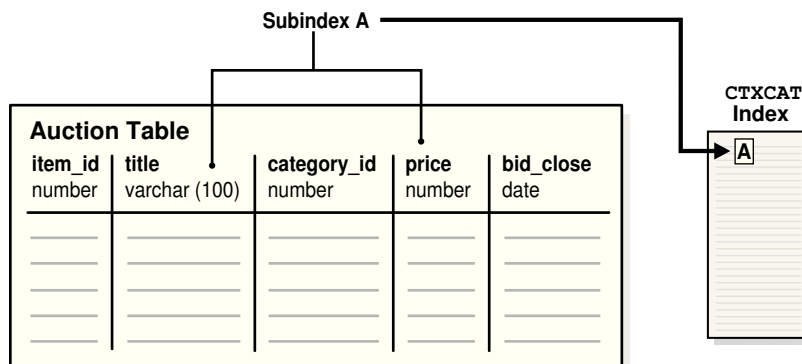 Subindex A
CTXCAT
Index
A
Auction Table
item_id title category_id price bid_close
number varchar (100) number number date